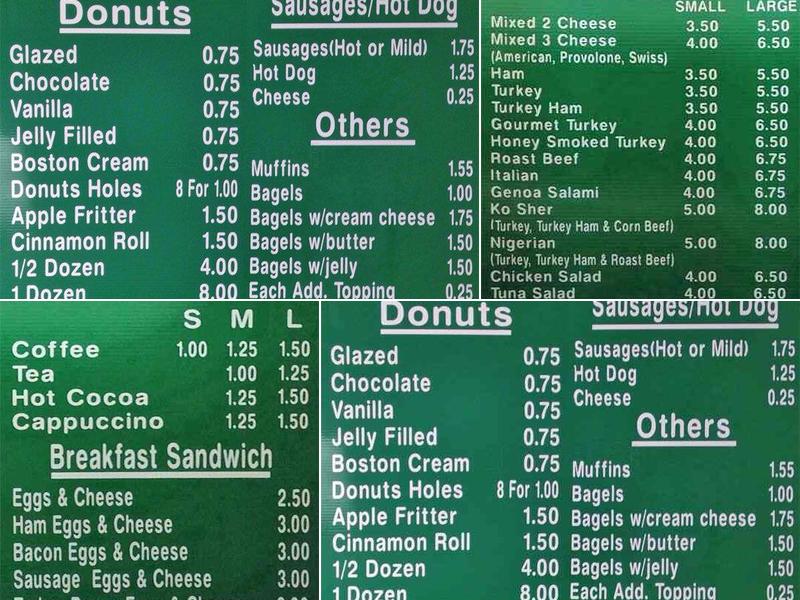 Donuts
Glazed 0.75
Chocolate 0.75
Vanilla 0.75
Jelly Filled 0.75
Boston Cream 0.75
Donuts Holes 8 For 1.00
Apple Fritter 1.50
Cinnamon Roll 1.50
1/2 Dozen 4.00
1 Dozen 8.00
Sausages/Hot Dog
Sausages(Hot or Mild) 1.75
Hot Dog 1.25
Cheese 0.25
Others
Muffins 1.55
Bagels 1.00
Bagels w/cream cheese 1.75
Bagels w/butter 1.50
Bagels w/jelly 1.50
Each Add. Topping 0.25
SMALL LARGE
Mixed 2 Cheese 3.50 5.50
Mixed 3 Cheese 4.00 6.50
(American, Provolone, Swiss)
Ham 3.50 5.50
Turkey 3.50 5.50
Turkey Ham 3.50 5.50
Gourmet Turkey 4.00 6.50
Honey Smoked Turkey 4.00 6.50
Roast Beef 4.00 6.75
Italian 4.00 6.75
Genoa Salami 4.00 6.75
Ko Sher 5.00 8.00
(Turkey, Turkey Ham & Corn Beef)
Nigerian 5.00 8.00
(Turkey, Turkey Ham & Roast Beef)
Chicken Salad 4.00 6.50
Tuna Salad 4.00 6.50
S M L
Coffee 1.00 1.25 1.50
Tea 1.00 1.25
Hot Cocoa 1.25 1.50
Cappuccino 1.25 1.50
Breakfast Sandwich
Eggs & Cheese 2.50
Ham Eggs & Cheese 3.00
Bacon Eggs & Cheese 3.00
Sausage Eggs & Cheese 3.00
Donuts
Glazed 0.75
Chocolate 0.75
Vanilla 0.75
Jelly Filled 0.75
Boston Cream 0.75
Donuts Holes 8 For 1.00
Apple Fritter 1.50
Cinnamon Roll 1.50
1/2 Dozen 4.00
1 Dozen 8.00
Sausages/Hot Dog
Sausages(Hot or Mild) 1.75
Hot Dog 1.25
Cheese 0.25
Others
Muffins 1.55
Bagels 1.00
Bagels w/cream cheese 1.75
Bagels w/butter 1.50
Bagels w/jelly 1.50
Each Add. Topping 0.25